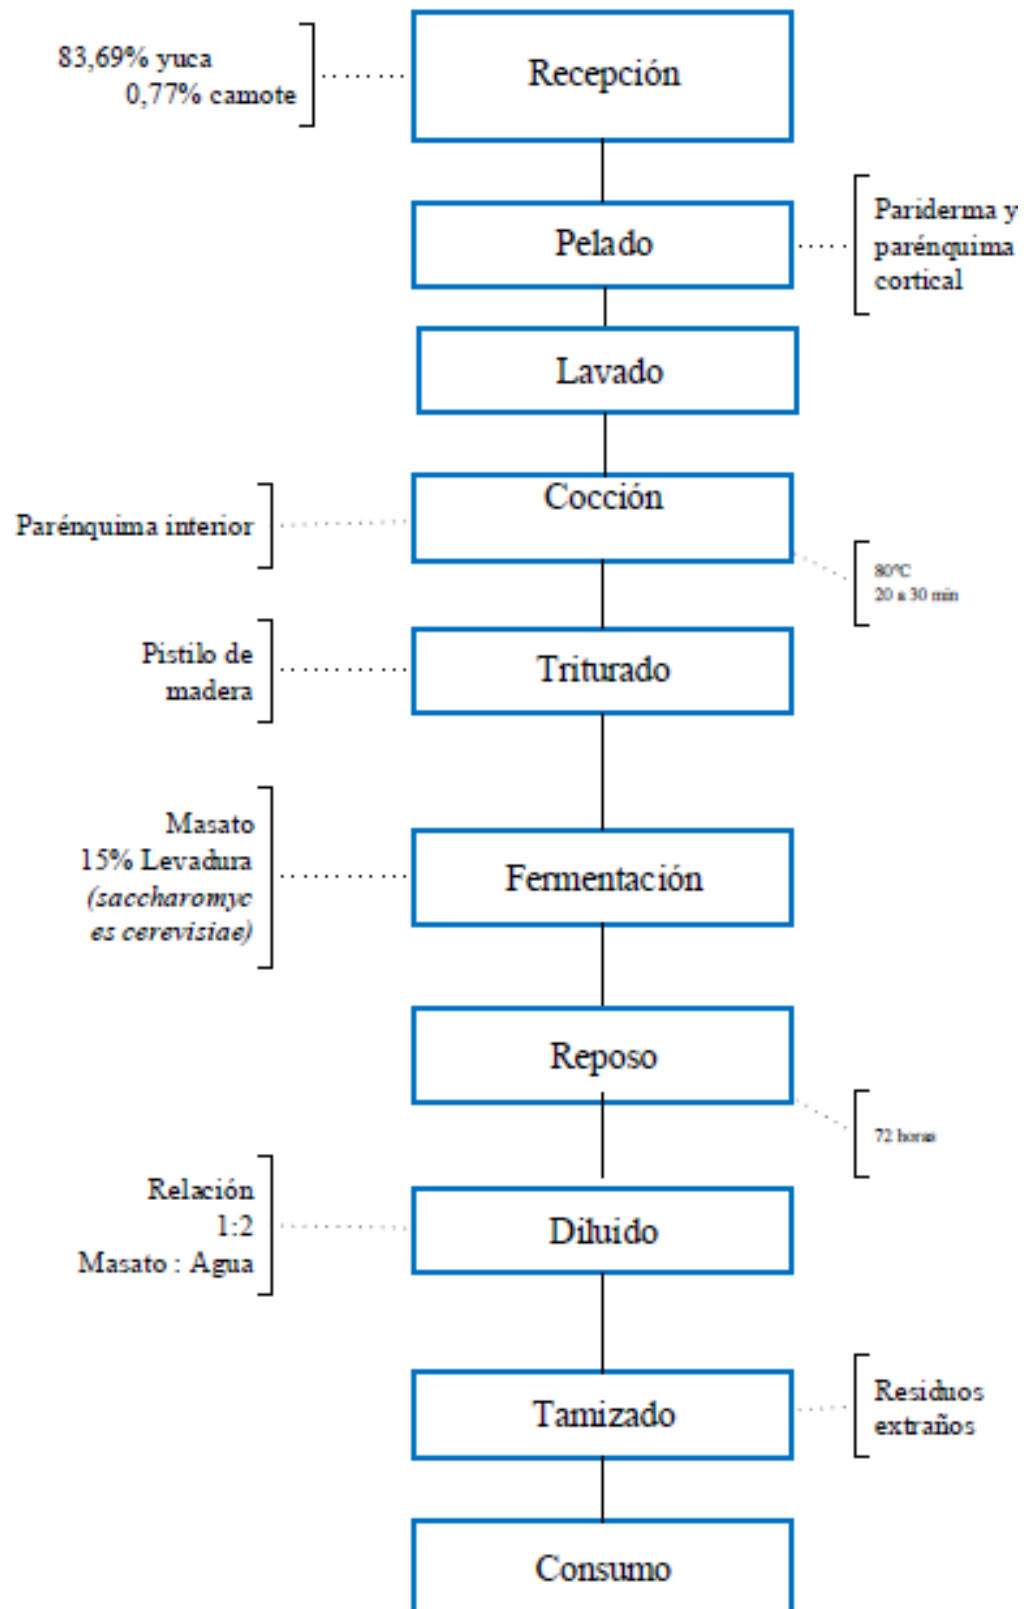 83,69% yuca
0,77% camote
Recepción
Pelado
Pariderma y
parénquima
cortical
Lavado
Cocción
Parénquima interior
80°C
20 a 30 min
Pistilo de
madera
Triturado
Masato
15% Levadura
(saccharomyc
es cerevisiae)
Fermentación
Reposo
72 horas
Relación
1:2
Masato : Agua
Diluido
Tamizado
Residuos
extraños
Consumo